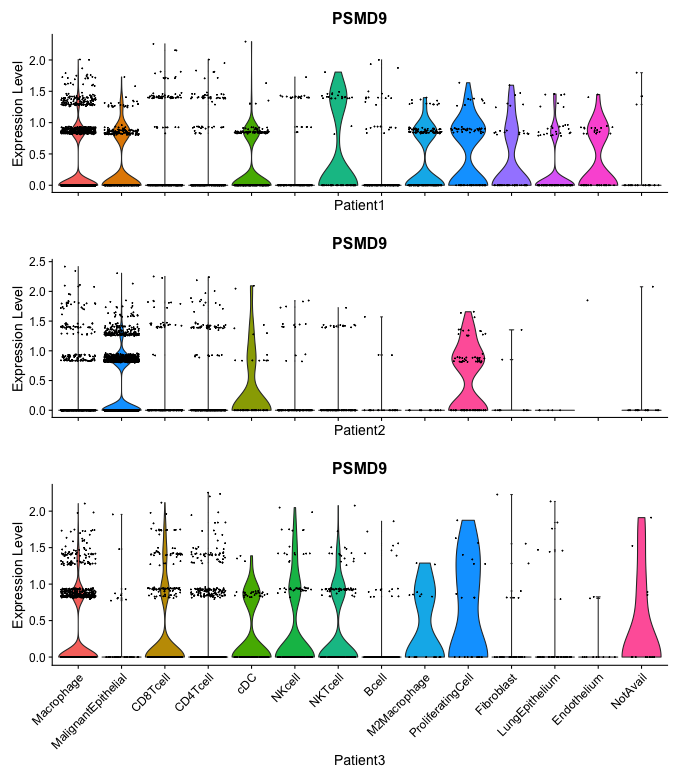 PSMD9
Expression Level
2.0
1.5
1.0
0.5
0.0
Patient1
PSMD9
Expression Level
2.5
2.0
1.5
1.0
0.5
0.0
Patient2
PSMD9
Expression Level
2.0
1.5
1.0
0.5
0.0
Macrophage
MalignantEpithelial
CD8Tcell
CD4Tcell
cDC
NKcell
NKTcell
Bcell
M2Macrophage
ProliferatingCell
Fibroblast
LungEpithelium
Endothelium
NotAvail
Patient3